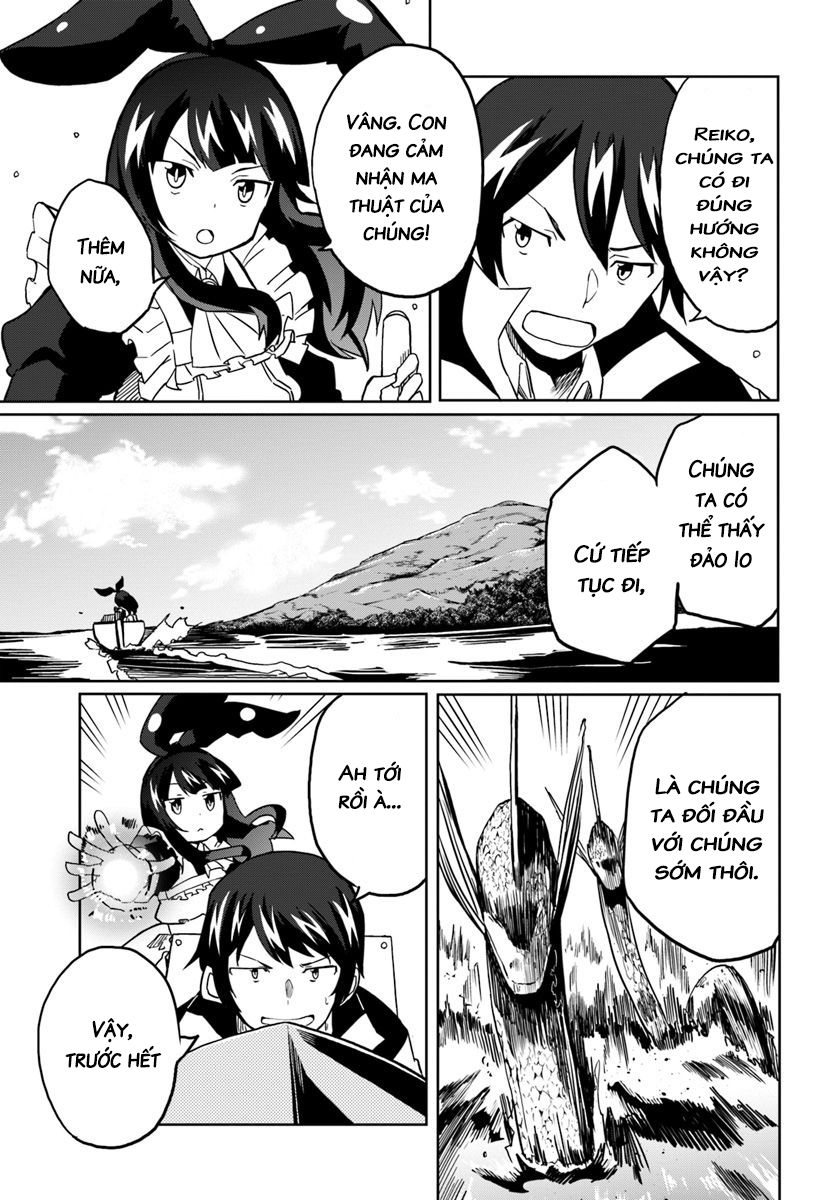 REIKO,
CHÚNG TA
CÓ ĐI
ĐÚNG
HƯỚNG
KHÔNG
VẬY?
VÂNG. CON
ĐANG CẢM
NHẬN MA
THUẬT CỦA
CHÚNG!
THÊM
NỮA,
CHÚNG
TA CÓ
THỂ THẤY
ĐẢO IO
CỨ TIẾP
TỤC ĐI,
LÀ CHÚNG
TA ĐỐI ĐẦU
VỚI CHÚNG
SỚM THÔI.
AH TỚI
RỒI À...
VẬY,
TRƯỚC HẾT